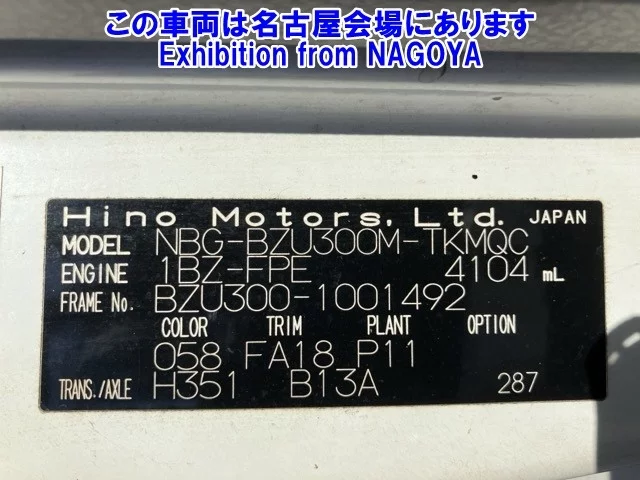 この車両は名古屋会場にあります
Exhibition from NAGOYA
Hino Motors, Ltd. JAPAN
MODEL NBG-BZU300M-TKMQC
ENGINE 1BZ-FPE 4104 mL
FRAME No. BZU300-1001492
COLOR TRIM PLANT OPTION
058 FA18 P11
TRANS./AXLE H351 B13A 287